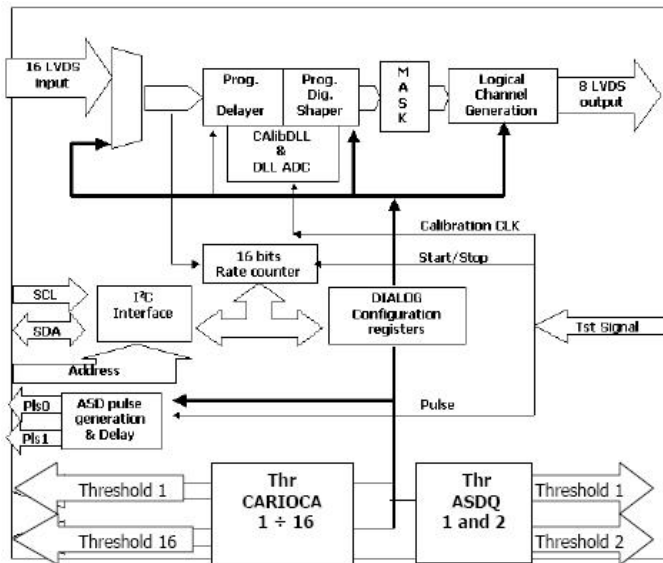 16 LVDS
input
Prog.
Delayer
Prog.
Dig.
Shaper
M
A
S
K
Logical
Channel
Generation
8 LVDS
output
CAlibDLL
&
DLL ADC
Calibration CLK
Start/Stop
16 bits
Rate counter
SCL
SDA
I²C
Interface
DIALOG
Configuration
registers
Tst Signal
Address
Pls0
Pls1
ASD pulse
generation
& Delay
Pulse
Threshold 1
Threshold 16
Thr
CARIOCA
1 ÷ 16
Thr
ASDQ
1 and 2
Threshold 1
Threshold 2